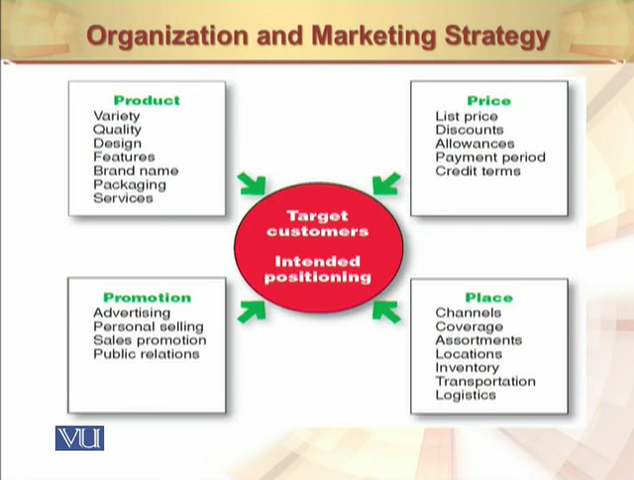 Organization and Marketing Strategy
Product
Variety
Quality
Design
Features
Brand name
Packaging
Services
Price
List price
Discounts
Allowances
Payment period
Credit terms
Target
customers
Intended
positioning
Promotion
Advertising
Personal selling
Sales promotion
Public relations
Place
Channels
Coverage
Assortments
Locations
Inventory
Transportation
Logistics
VU